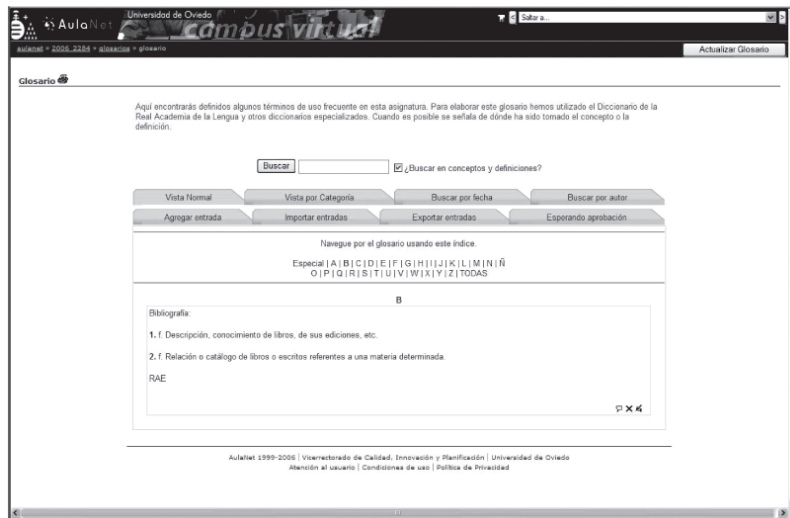 AulaNet
Universidad de Oviedo
campus virtual
Saltar a...
aulanet » 2006_2284 » glosarios » glosario
Actualizar Glosario
Glosario
Aquí encontrarás definidos algunos términos de uso frecuente en esta asignatura. Para elaborar este glosario hemos utilizado el Diccionario de la
Real Academia de la Lengua y otros diccionarios especializados. Cuando es posible se señala de dónde ha sido tomado el concepto o la
definición.
Buscar ¿Buscar en conceptos y definiciones?
Vista Normal Vista por Categoría Buscar por fecha Buscar por autor
Agregar entrada Importar entradas Exportar entradas Esperando aprobación
Navegue por el glosario usando este índice.
Especial | A | B | C | D | E | F | G | H | I | J | K | L | M | N | Ñ
O | P | Q | R | S | T | U | V | W | X | Y | Z | TODAS
B
Bibliografía:
1. f. Descripción, conocimiento de libros, de sus ediciones, etc.
2. f. Relación o catálogo de libros o escritos referentes a una materia determinada.
RAE
AulaNet 1999-2006 | Vicerrectorado de Calidad, Innovación y Planificación | Universidad de Oviedo
Atención al usuario | Condiciones de uso | Política de Privacidad